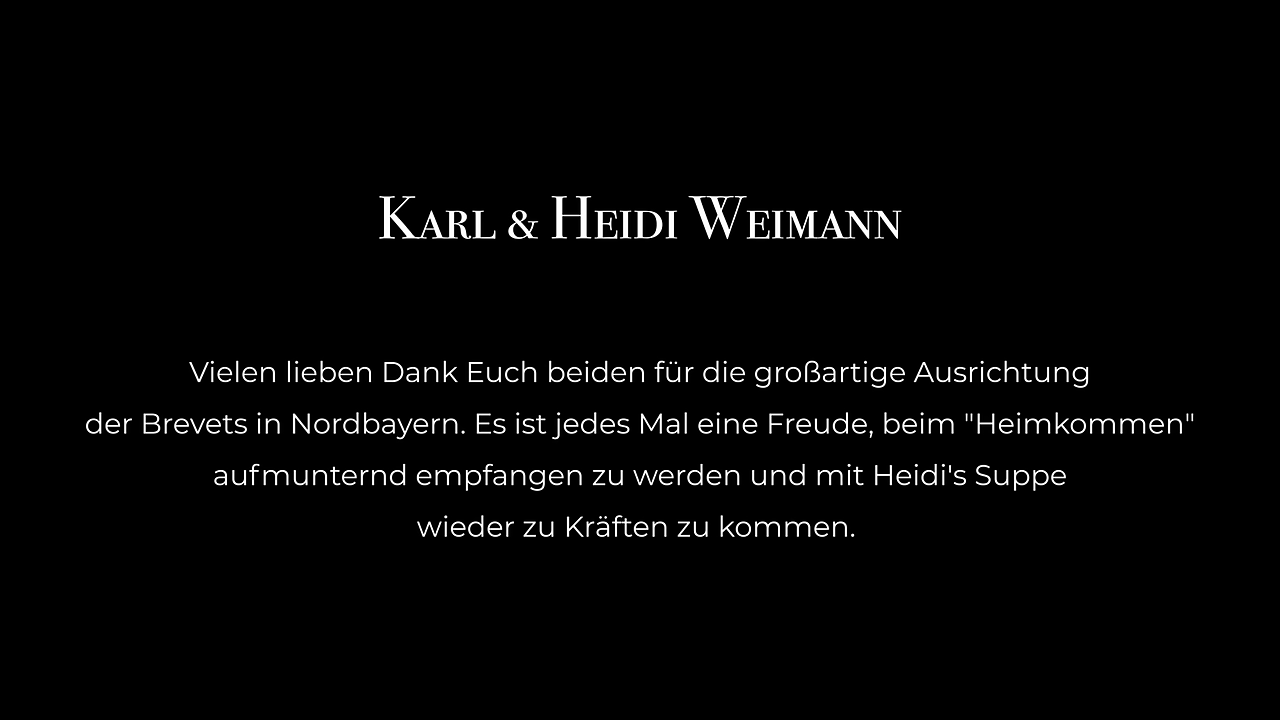 Karl & Heidi Weimann
Vielen lieben Dank Euch beiden für die großartige Ausrichtung
der Brevets in Nordbayern. Es ist jedes Mal eine Freude, beim "Heimkommen"
aufmunternd empfangen zu werden und mit Heidi's Suppe
wieder zu Kräften zu kommen.